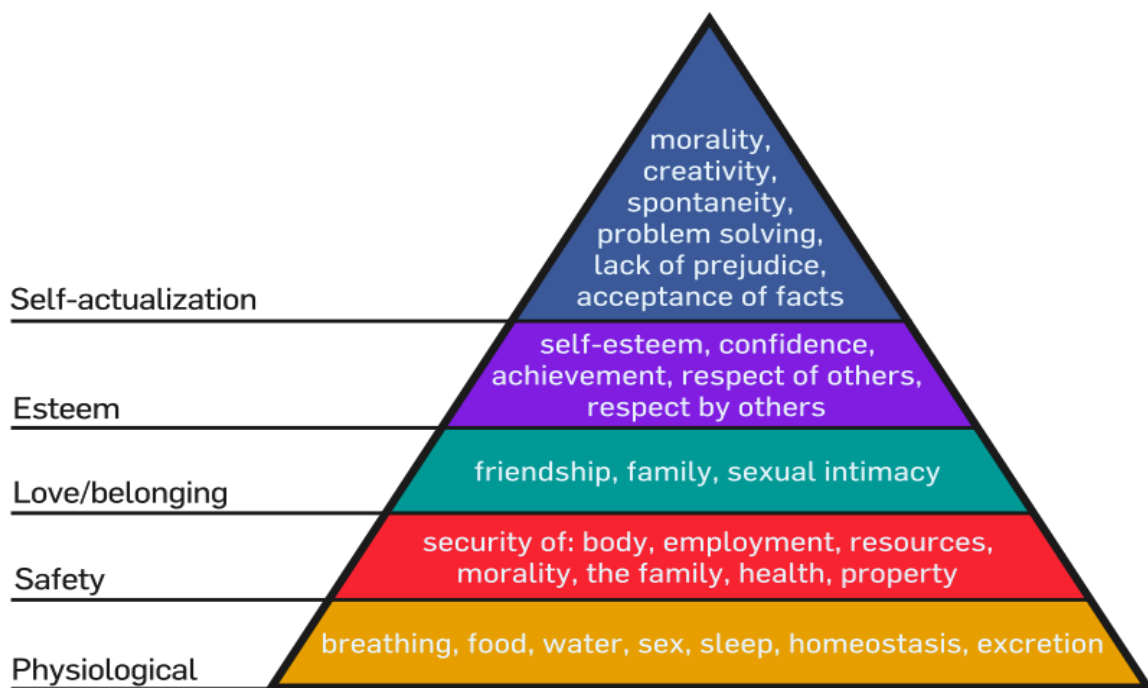 morality,
creativity,
spontaneity,
problem solving,
lack of prejudice,
acceptance of facts
Self-actualization
self-esteem, confidence,
achievement, respect of others,
respect by others
Esteem
friendship, family, sexual intimacy
Love/belonging
security of: body, employment, resources,
morality, the family, health, property
Safety
breathing, food, water, sex, sleep, homeostasis, excretion
Physiological